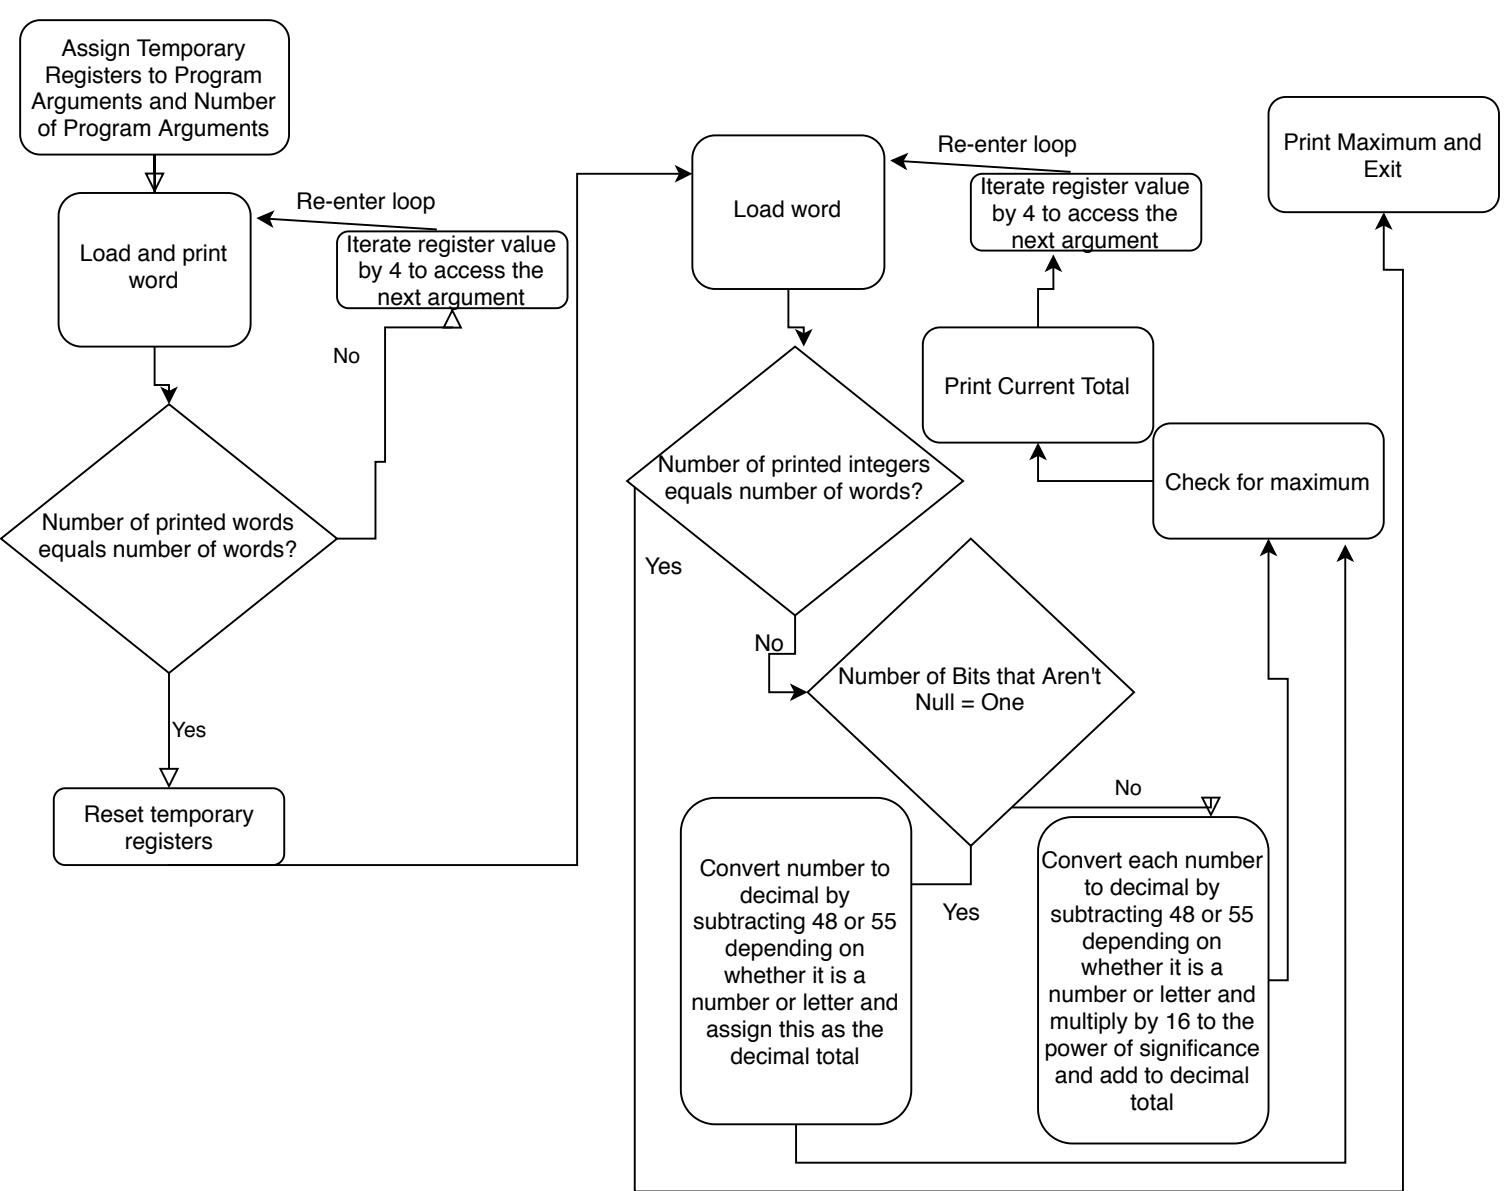 Assign Temporary
Registers to Program
Arguments and Number
of Program Arguments
Load and print
word
Re-enter loop
Iterate register value
by 4 to access the
next argument
No
Number of printed words
equals number of words?
Yes
Reset temporary
registers
Load word
Re-enter loop
Iterate register value
by 4 to access the
next argument
Print Current Total
Check for maximum
Print Maximum and
Exit
Number of printed integers
equals number of words?
Yes
No
Number of Bits that Aren't
Null = One
No
Yes
Convert number to
decimal by
subtracting 48 or 55
depending on
whether it is a
number or letter and
assign this as the
decimal total
Convert each number
to decimal by
subtracting 48 or 55
depending on
whether it is a
number or letter and
multiply by 16 to the
power of significance
and add to decimal
total